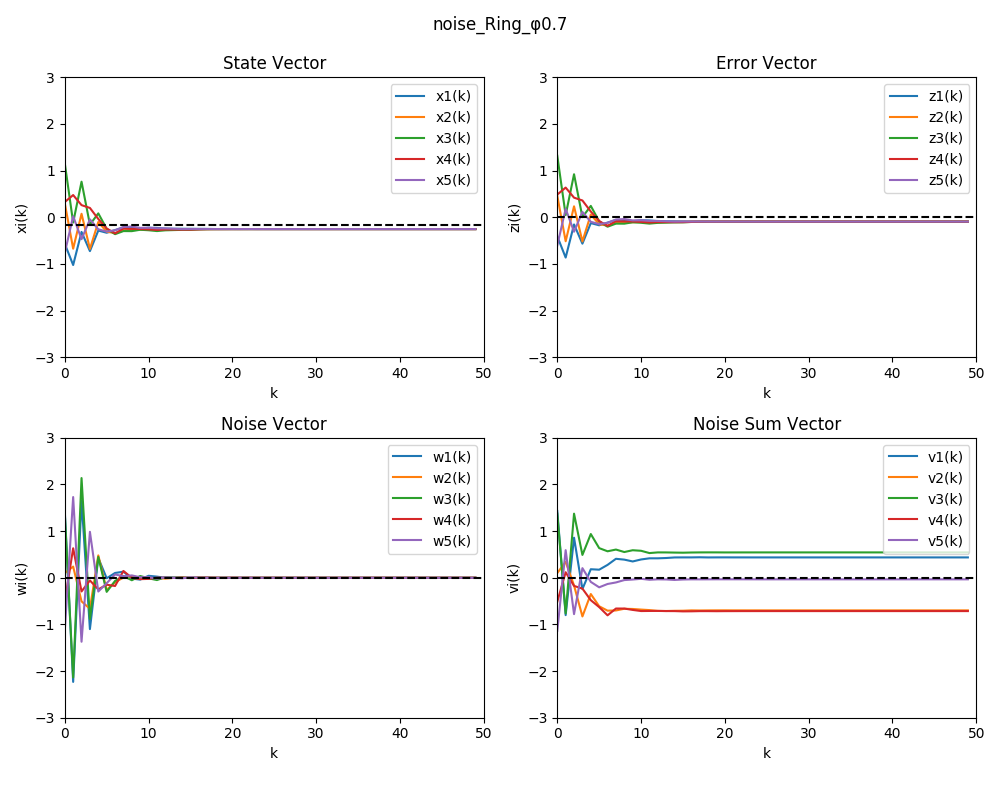 noise_Ring_φ0.7
State Vector
3
2
1
0
−1
−2
−3
xi(k)
x1(k)
x2(k)
x3(k)
x4(k)
x5(k)
0 10 20 30 40 50
k
Error Vector
3
2
1
0
−1
−2
−3
zi(k)
z1(k)
z2(k)
z3(k)
z4(k)
z5(k)
0 10 20 30 40 50
k
Noise Vector
3
2
1
0
−1
−2
−3
wi(k)
w1(k)
w2(k)
w3(k)
w4(k)
w5(k)
0 10 20 30 40 50
k
Noise Sum Vector
3
2
1
0
−1
−2
−3
vi(k)
v1(k)
v2(k)
v3(k)
v4(k)
v5(k)
0 10 20 30 40 50
k